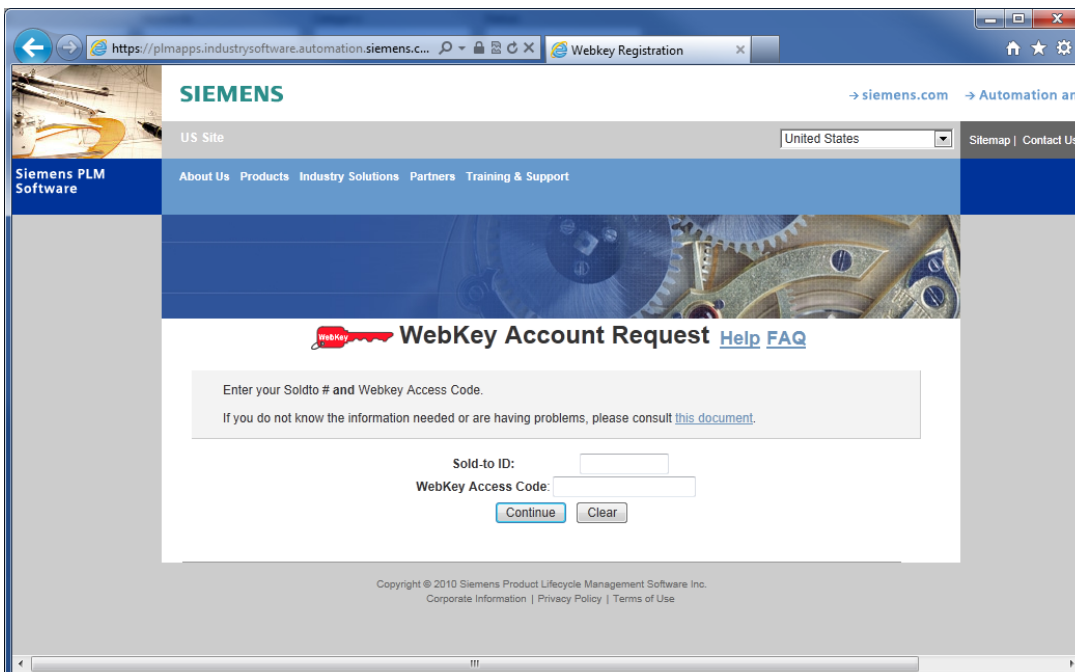 https://plmapps.industrysoftware.automation.siemens.c...
Webkey Registration
SIEMENS
→ siemens.com → Automation an
US Site
United States
Sitemap | Contact Us
Siemens PLM
Software
About Us Products Industry Solutions Partners Training & Support
WebKey
WebKey Account Request Help FAQ
Enter your Soldto # and Webkey Access Code.
If you do not know the information needed or are having problems, please consult this document.
Sold-to ID:
WebKey Access Code:
Continue Clear
Copyright © 2010 Siemens Product Lifecycle Management Software Inc.
Corporate Information | Privacy Policy | Terms of Use